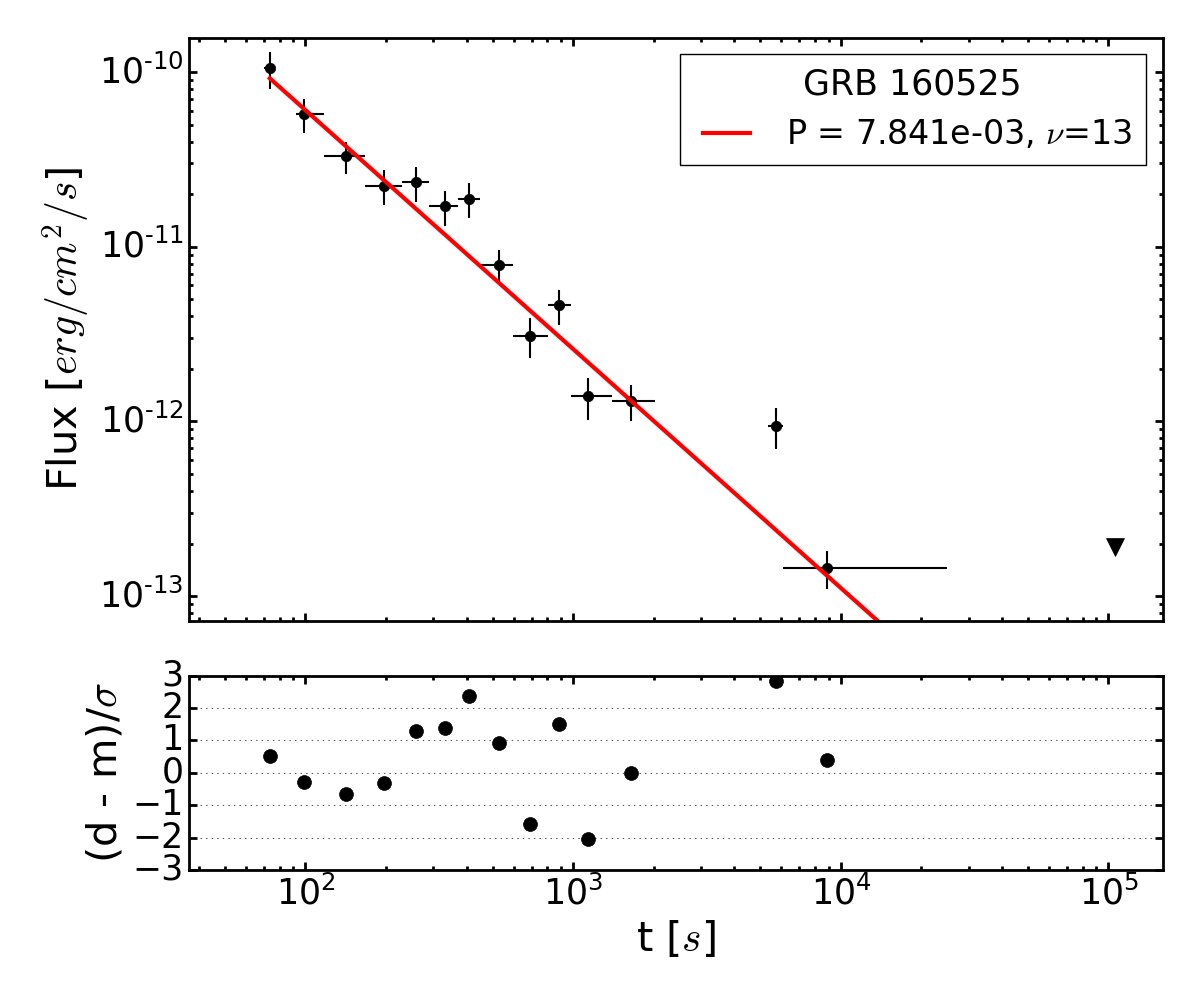 GRB 160525
P = 7.841e-03, ν=13
Flux [erg/cm²/s]
10⁻¹⁰
10⁻¹¹
10⁻¹²
10⁻¹³
(d - m)/σ
3
2
1
0
−1
−2
−3
10² 10³ 10⁴ 10⁵
t [s]